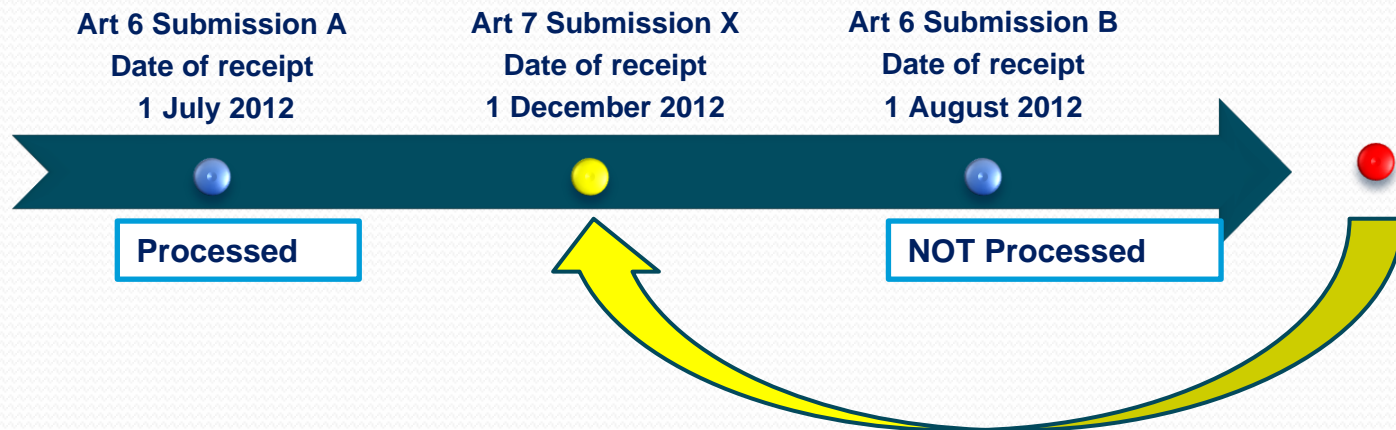 Art 6 Submission A
Date of receipt
1 July 2012
Art 7 Submission X
Date of receipt
1 December 2012
Art 6 Submission B
Date of receipt
1 August 2012
Processed
NOT Processed